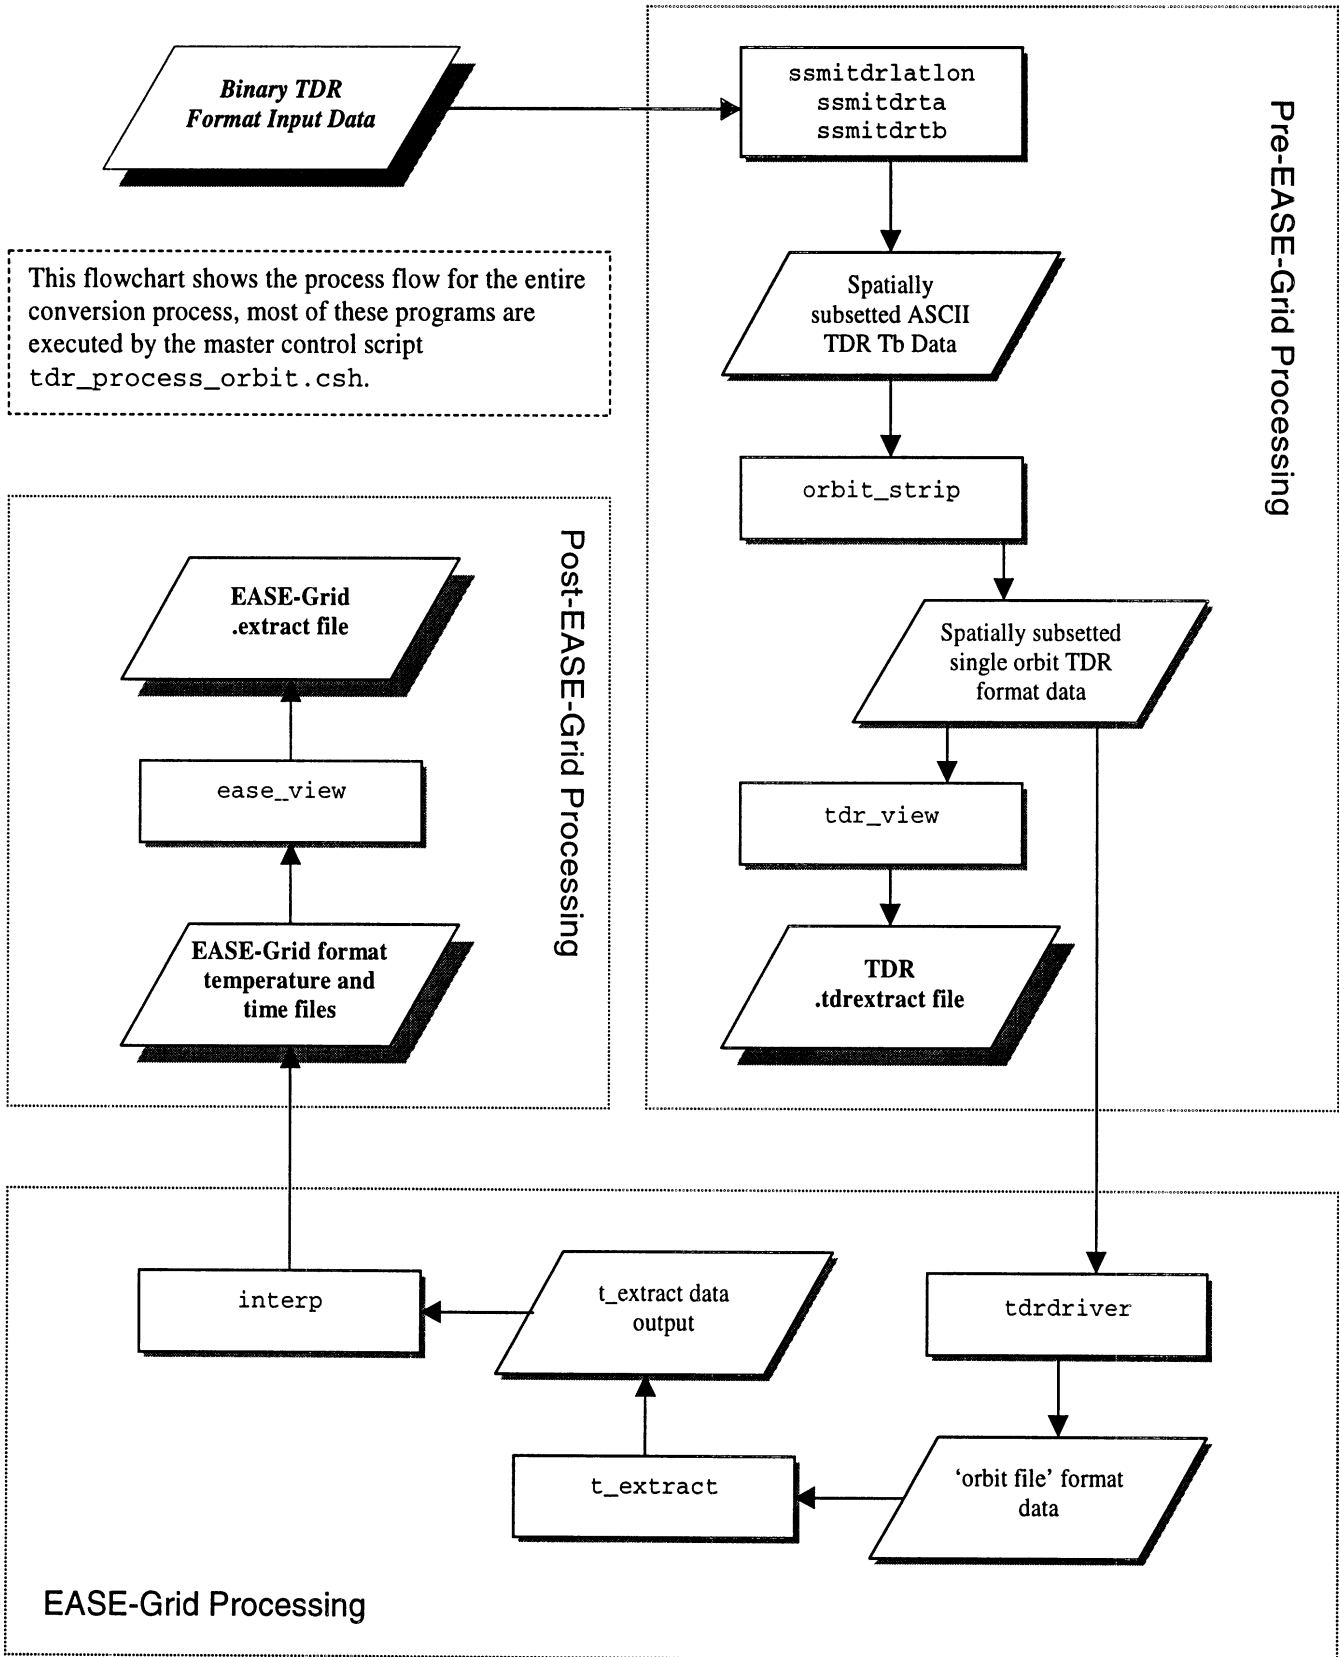 Binary TDR
Format Input Data
ssmitdrlatlon
ssmitdrta
ssmitdrtb
Pre-EASE-Grid Processing
This flowchart shows the process flow for the entire
conversion process, most of these programs are
executed by the master control script
tdr_process_orbit.csh.
Spatially
subsetted ASCII
TDR Tb Data
orbit_strip
Spatially subsetted
single orbit TDR
format data
tdr_view
TDR
.tdrextract file
Post-EASE-Grid Processing
EASE-Grid
.extract file
ease_view
EASE-Grid format
temperature and
time files
interp
t_extract data
output
tdrdriver
t_extract
'orbit file' format
data
EASE-Grid Processing